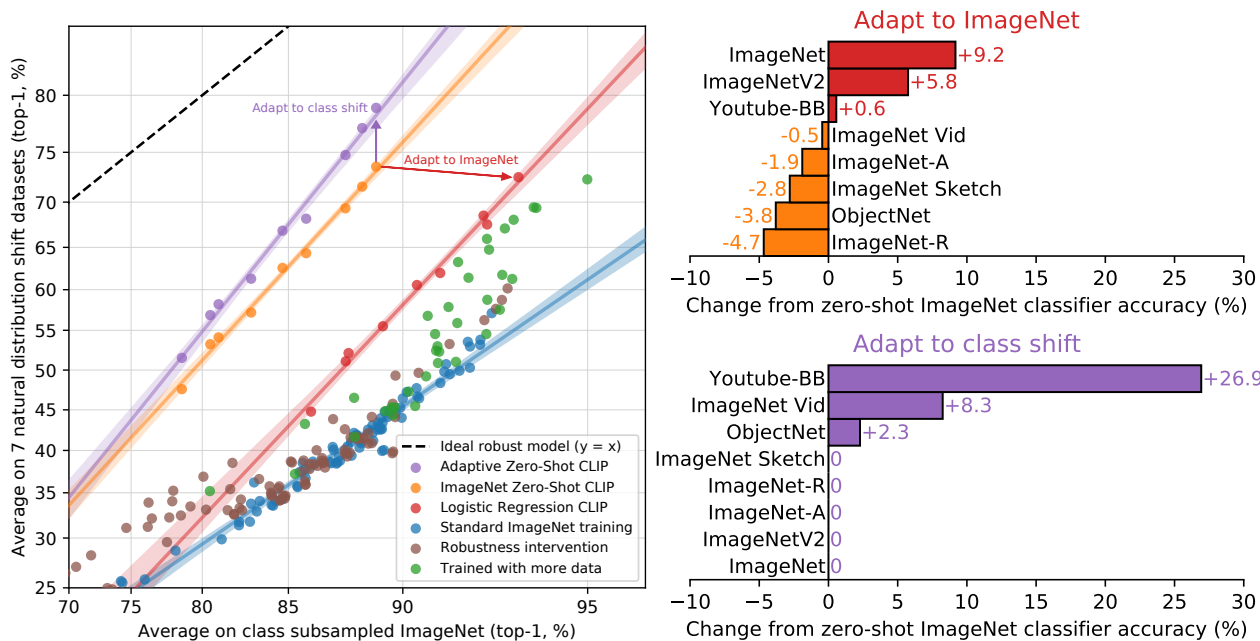 Average on 7 natural distribution shift datasets (top-1, %)
80
75
70
65
60
55
50
45
40
35
30
25
Adapt to class shift
Adapt to ImageNet
Ideal robust model (y = x)
Adaptive Zero-Shot CLIP
ImageNet Zero-Shot CLIP
Logistic Regression CLIP
Standard ImageNet training
Robustness intervention
Trained with more data
70 75 80 85 90 95
Average on class subsampled ImageNet (top-1, %)
Adapt to ImageNet
ImageNet +9.2
ImageNetV2 +5.8
Youtube-BB +0.6
-0.5 ImageNet Vid
-1.9 ImageNet-A
-2.8 ImageNet Sketch
-3.8 ObjectNet
-4.7 ImageNet-R
−10 −5 0 5 10 15 20 25 30
Change from zero-shot ImageNet classifier accuracy (%)
Adapt to class shift
Youtube-BB +26.9
ImageNet Vid +8.3
ObjectNet +2.3
ImageNet Sketch 0
ImageNet-R 0
ImageNet-A 0
ImageNetV2 0
ImageNet 0
−10 −5 0 5 10 15 20 25 30
Change from zero-shot ImageNet classifier accuracy (%)